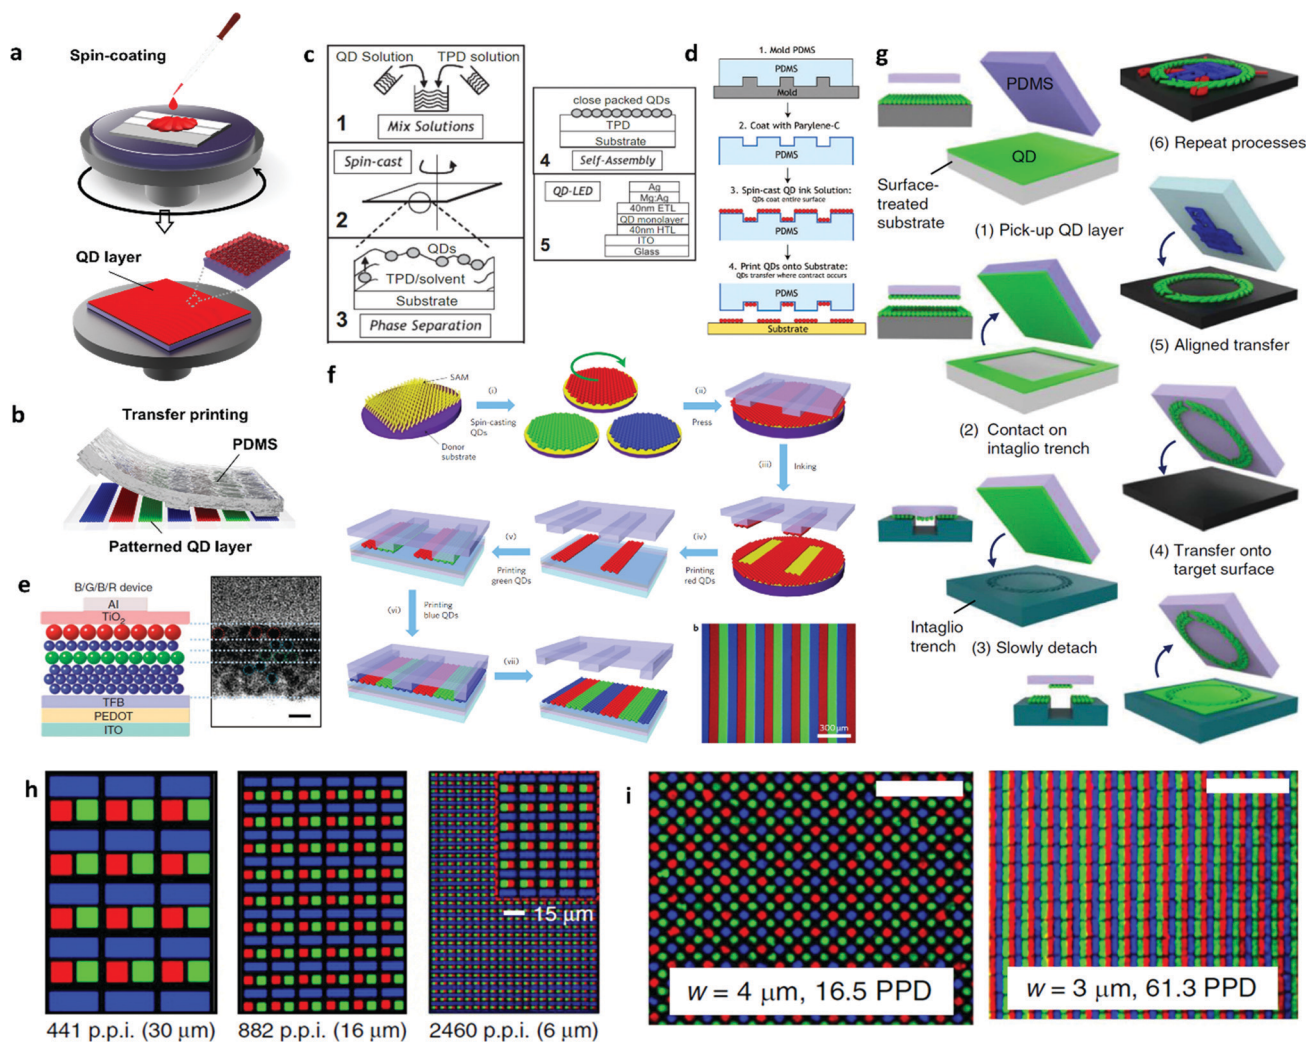 a
Spin-coating
QD layer
b
Transfer printing
PDMS
Patterned QD layer
c
QD Solution
TPD solution
1
Mix Solutions
Spin-cast
2
QDs
TPD/solvent
Substrate
3
Phase Separation
close packed QDs
TPD
Substrate
4
Self-Assembly
QD-LED
Ag
Mg:Ag
40nm ETL
QD monolayer
40nm HTL
ITO
Glass
5
d
1. Mold PDMS
PDMS
Mold
2. Coat with Parylene-C
PDMS
3. Spin-cast QD ink Solution:
QDs coat entire surface
PDMS
4. Print QDs onto Substrate:
QDs transfer where contract occurs
PDMS
Substrate
e
B/G/B/R device
Al
TiO2
TFB
PEDOT
ITO
f
SAM
Donor
substrate
(i)
Spin-casting
QDs
(ii)
Press
(iii)
Inking
(iv)
Printing
red QDs
(v)
Printing
green QDs
(vi)
Printing
blue QDs
(vii)
b
300 μm
g
PDMS
QD
Surface-
treated
substrate
(1) Pick-up QD layer
(2) Contact on
intaglio trench
Intaglio
trench
(3) Slowly detach
(4) Transfer onto
target surface
(5) Aligned transfer
(6) Repeat processes
h
15 μm
441 p.p.i. (30 μm)
882 p.p.i. (16 μm)
2460 p.p.i. (6 μm)
i
w = 4 μm, 16.5 PPD
w = 3 μm, 61.3 PPD